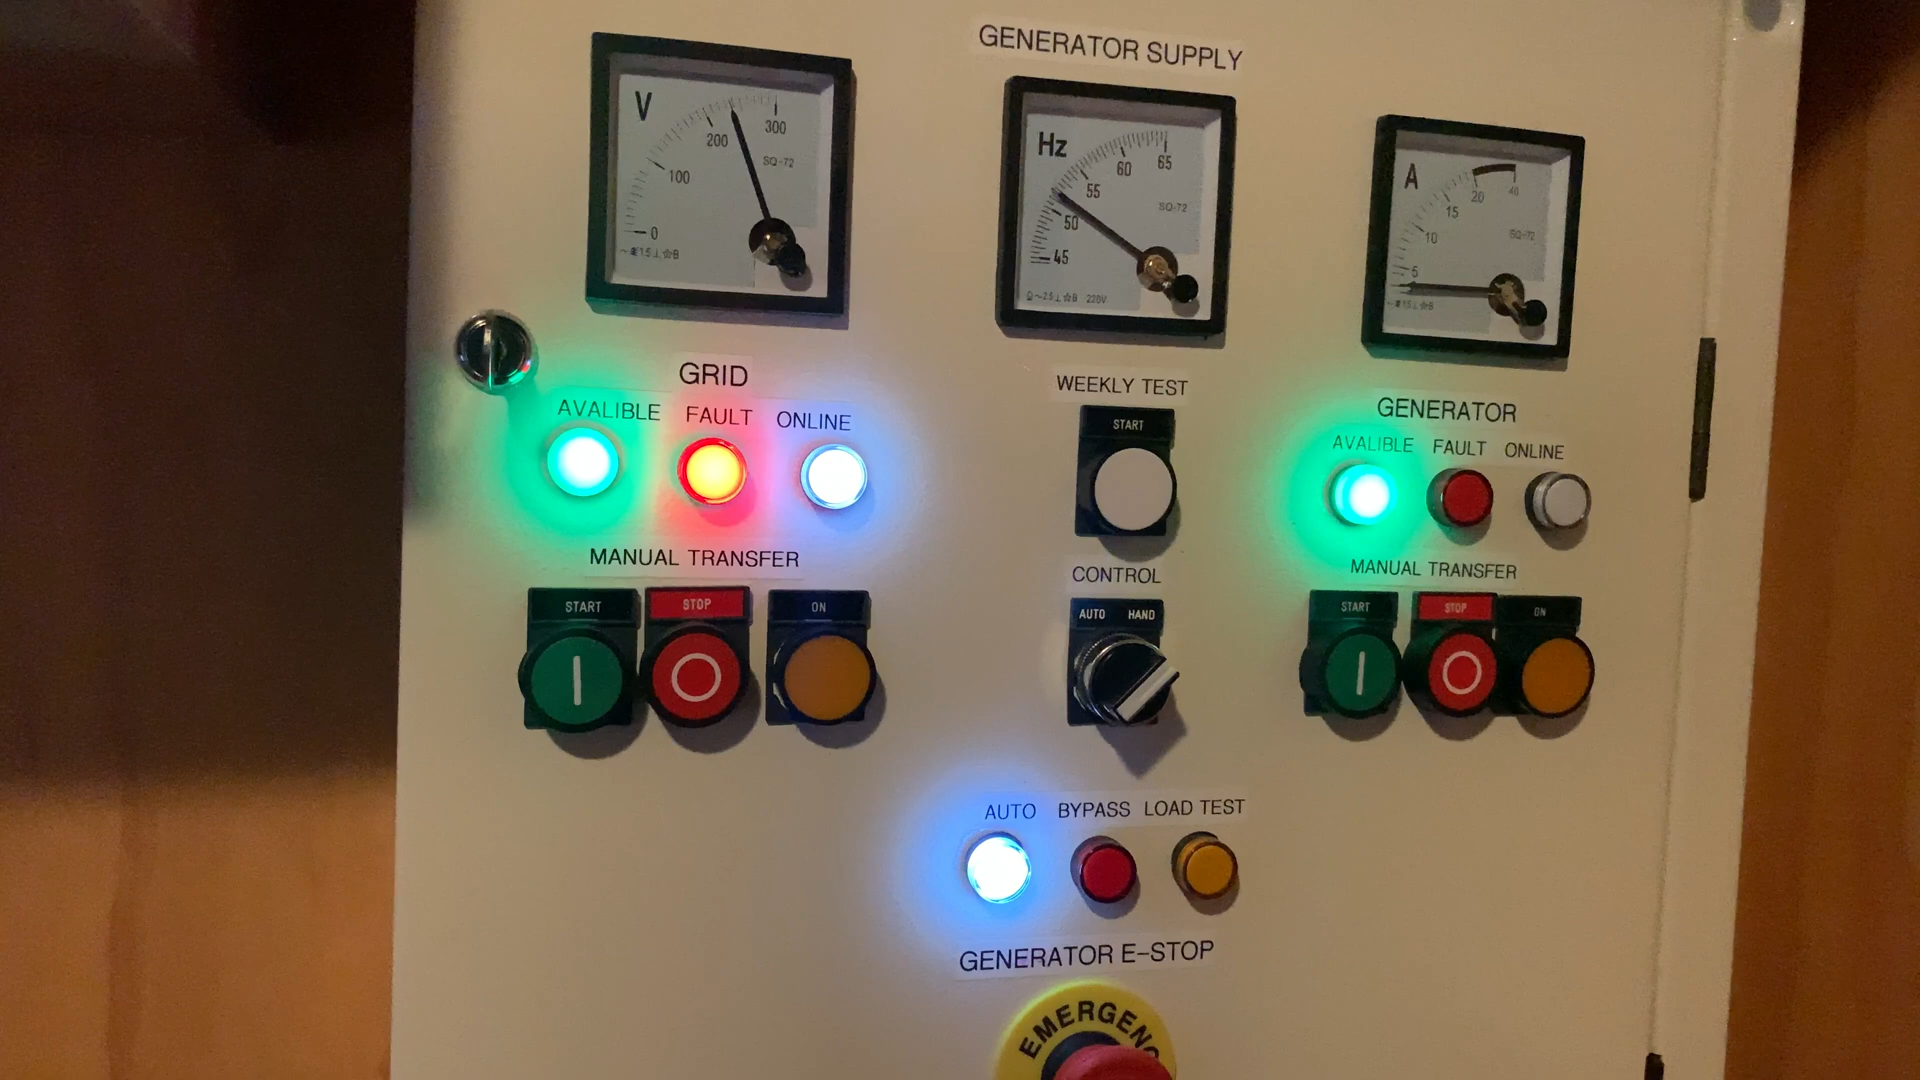 GENERATOR SUPPLY
V
0
100
200
300
SQ-72
Hz
45
50
55
60
65
SQ-72
220V
A
5
10
15
20
40
SQ-72
GRID
AVALIBLE FAULT ONLINE
MANUAL TRANSFER
START STOP ON
WEEKLY TEST
START
CONTROL
AUTO HAND
GENERATOR
AVALIBLE FAULT ONLINE
MANUAL TRANSFER
START STOP ON
AUTO BYPASS LOAD TEST
GENERATOR E-STOP
EMERGENC